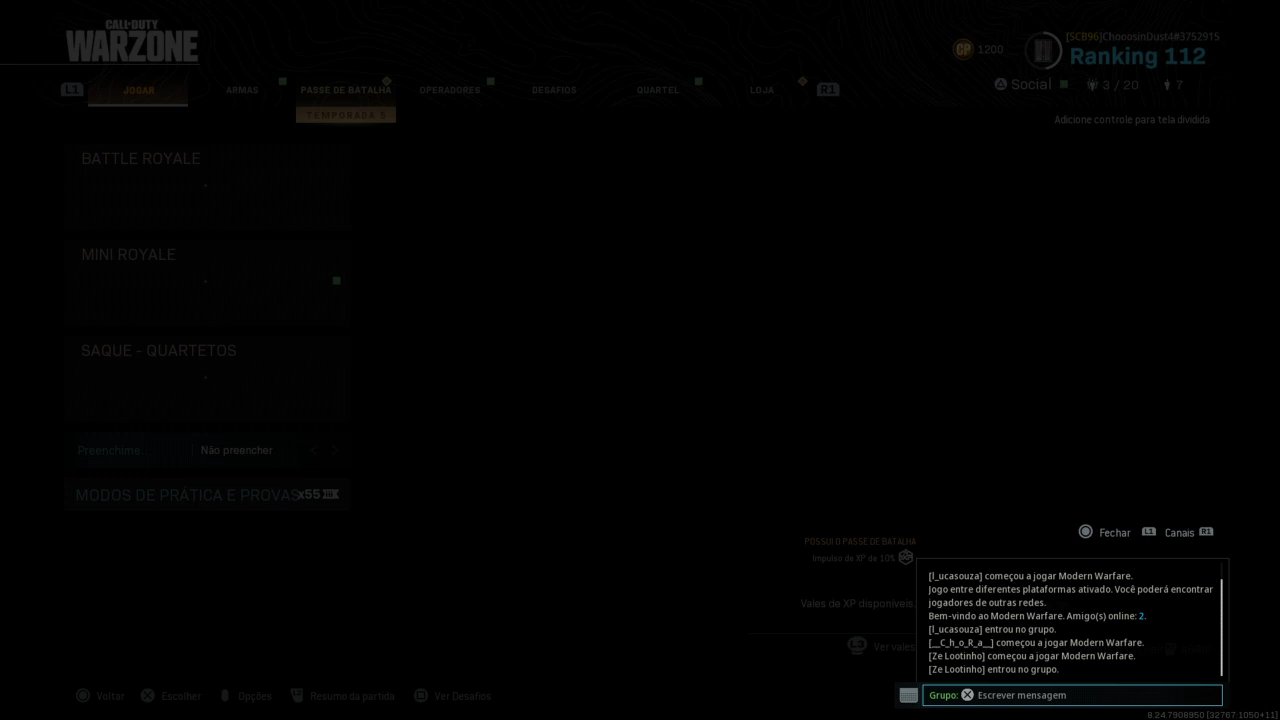 CALL OF DUTY
WARZONE
CP 1200
[SCB96]ChooosinDust4#3752915
Ranking 112
L1 JOGAR ARMAS PASSE DE BATALHA OPERADORES DESAFIOS QUARTEL LOJA R1
TEMPORADA 5
Social 3 / 20 7
Adicione controle para tela dividida
BATTLE ROYALE
MINI ROYALE
SAQUE - QUARTETOS
Preenchime... Não preencher
MODOS DE PRÁTICA E PROVAS x55
Fechar L1 Canais R1
POSSUI O PASSE DE BATALHA
Impulso de XP de 10%
Vales de XP disponíveis:
L3 Ver vales
[l_ucasouza] começou a jogar Modern Warfare.
Jogo entre diferentes plataformas ativado. Você poderá encontrar
jogadores de outras redes.
Bem-vindo ao Modern Warfare. Amigo(s) online: 2.
[l_ucasouza] entrou no grupo.
[__C_h_o_R_a__] começou a jogar Modern Warfare.
[Ze Lootinho] começou a jogar Modern Warfare.
[Ze Lootinho] entrou no grupo.
Grupo: Escrever mensagem
Voltar Escolher Opções Resumo da partida Ver Desafios
8.24.7908950 [32767:1050+11]